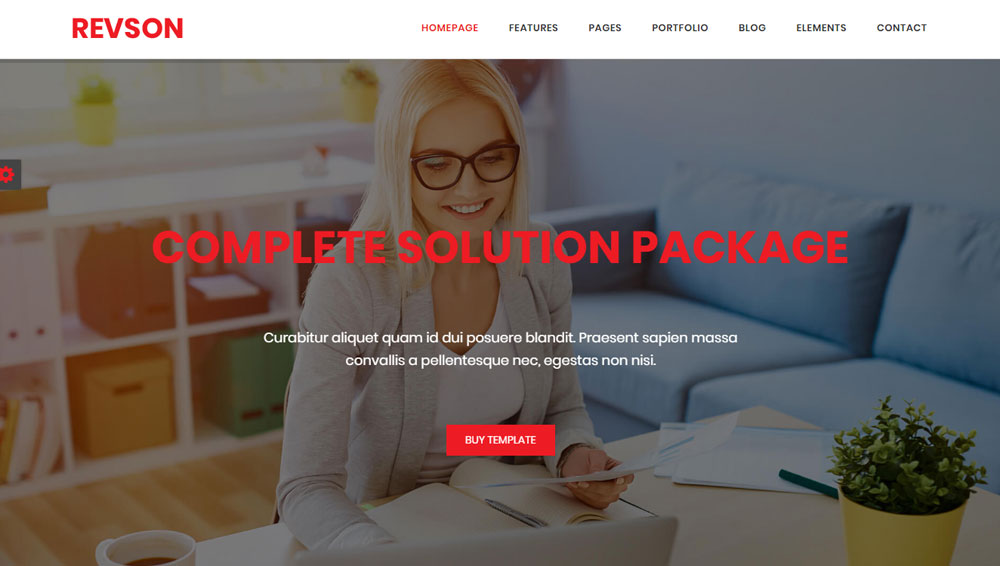 REVSON
HOMEPAGE FEATURES PAGES PORTFOLIO BLOG ELEMENTS CONTACT
COMPLETE SOLUTION PACKAGE
Curabitur aliquet quam id dui posuere blandit. Praesent sapien massa
convallis a pellentesque nec, egestas non nisi.
BUY TEMPLATE